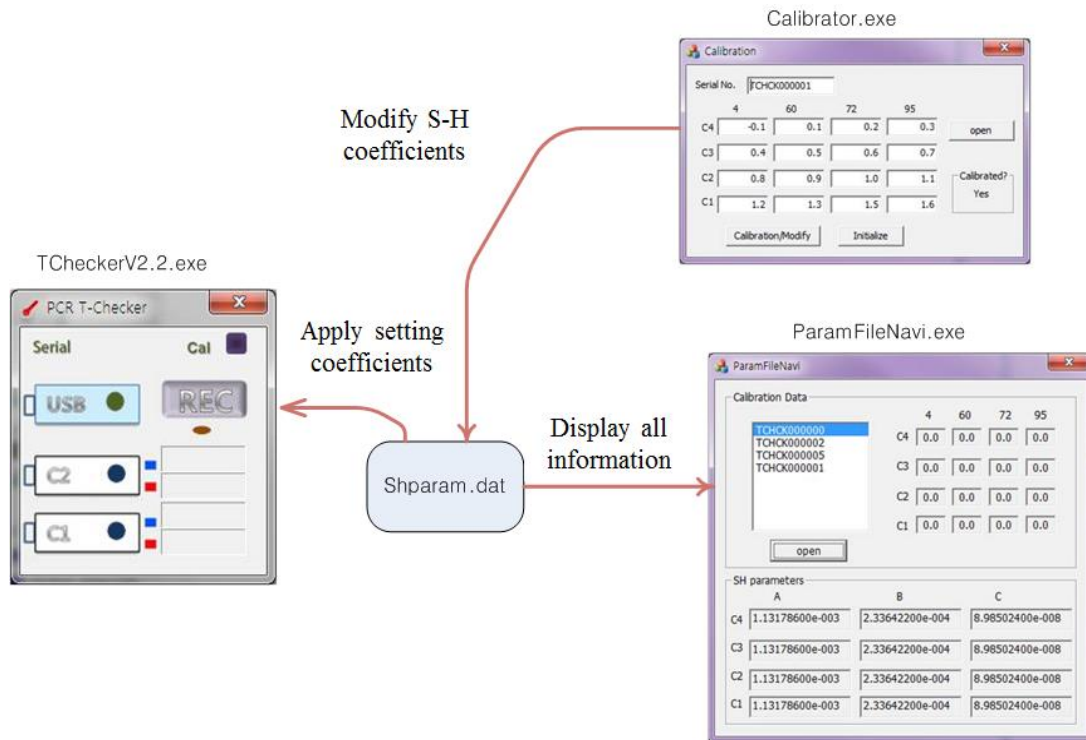 Calibrator.exe
Calibration
Serial No. TCHCK000001
4 60 72 95
C4 -0.1 0.1 0.2 0.3
open
C3 0.4 0.5 0.6 0.7
C2 0.8 0.9 1.0 1.1
Calibrated?
Yes
C1 1.2 1.3 1.5 1.6
Calibration/Modify Initialize
Modify S-H
coefficients
TCheckerV2.2.exe
PCR T-Checker
Serial Cal
USB REC
C2
C1
Apply setting
coefficients
Shparam.dat
Display all
information
ParamFileNavi.exe
ParamFileNavi
Calibration Data
TCHCK000000
TCHCK000002
TCHCK000005
TCHCK000001
open
4 60 72 95
C4 0.0 0.0 0.0 0.0
C3 0.0 0.0 0.0 0.0
C2 0.0 0.0 0.0 0.0
C1 0.0 0.0 0.0 0.0
SH parameters
A B C
C4 1.13178600e-003 2.33642200e-004 8.98502400e-008
C3 1.13178600e-003 2.33642200e-004 8.98502400e-008
C2 1.13178600e-003 2.33642200e-004 8.98502400e-008
C1 1.13178600e-003 2.33642200e-004 8.98502400e-008